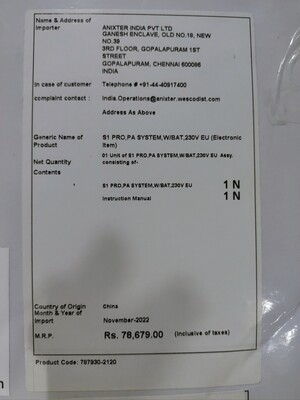 Name & Address of Importer
ANIXTER INDIA PVT LTD
GANESH ENCLAVE, OLD NO.18, NEW
NO.39
3RD FLOOR, GOPALAPURAM 1ST
STREET
GOPALAPURAM, CHENNAI 600086
INDIA
In case of customer complaint contact :
Telephone # +91-44-40917400
India.Operations@anixter.wescodist.com
Address As Above
Generic Name of Product
S1 PRO,PA SYSTEM,W/BAT,230V EU (Electronic
Item)
Net Quantity
01 Unit of S1 PRO,PA SYSTEM,W/BAT,230V EU Assy.
consisting of-
Contents
S1 PRO,PA SYSTEM,W/BAT,230V EU 1 N
Instruction Manual 1 N
Country of Origin China
Month & Year of Import November-2022
M.R.P. Rs. 78,679.00 (Inclusive of taxes)
Product Code: 787930-2120